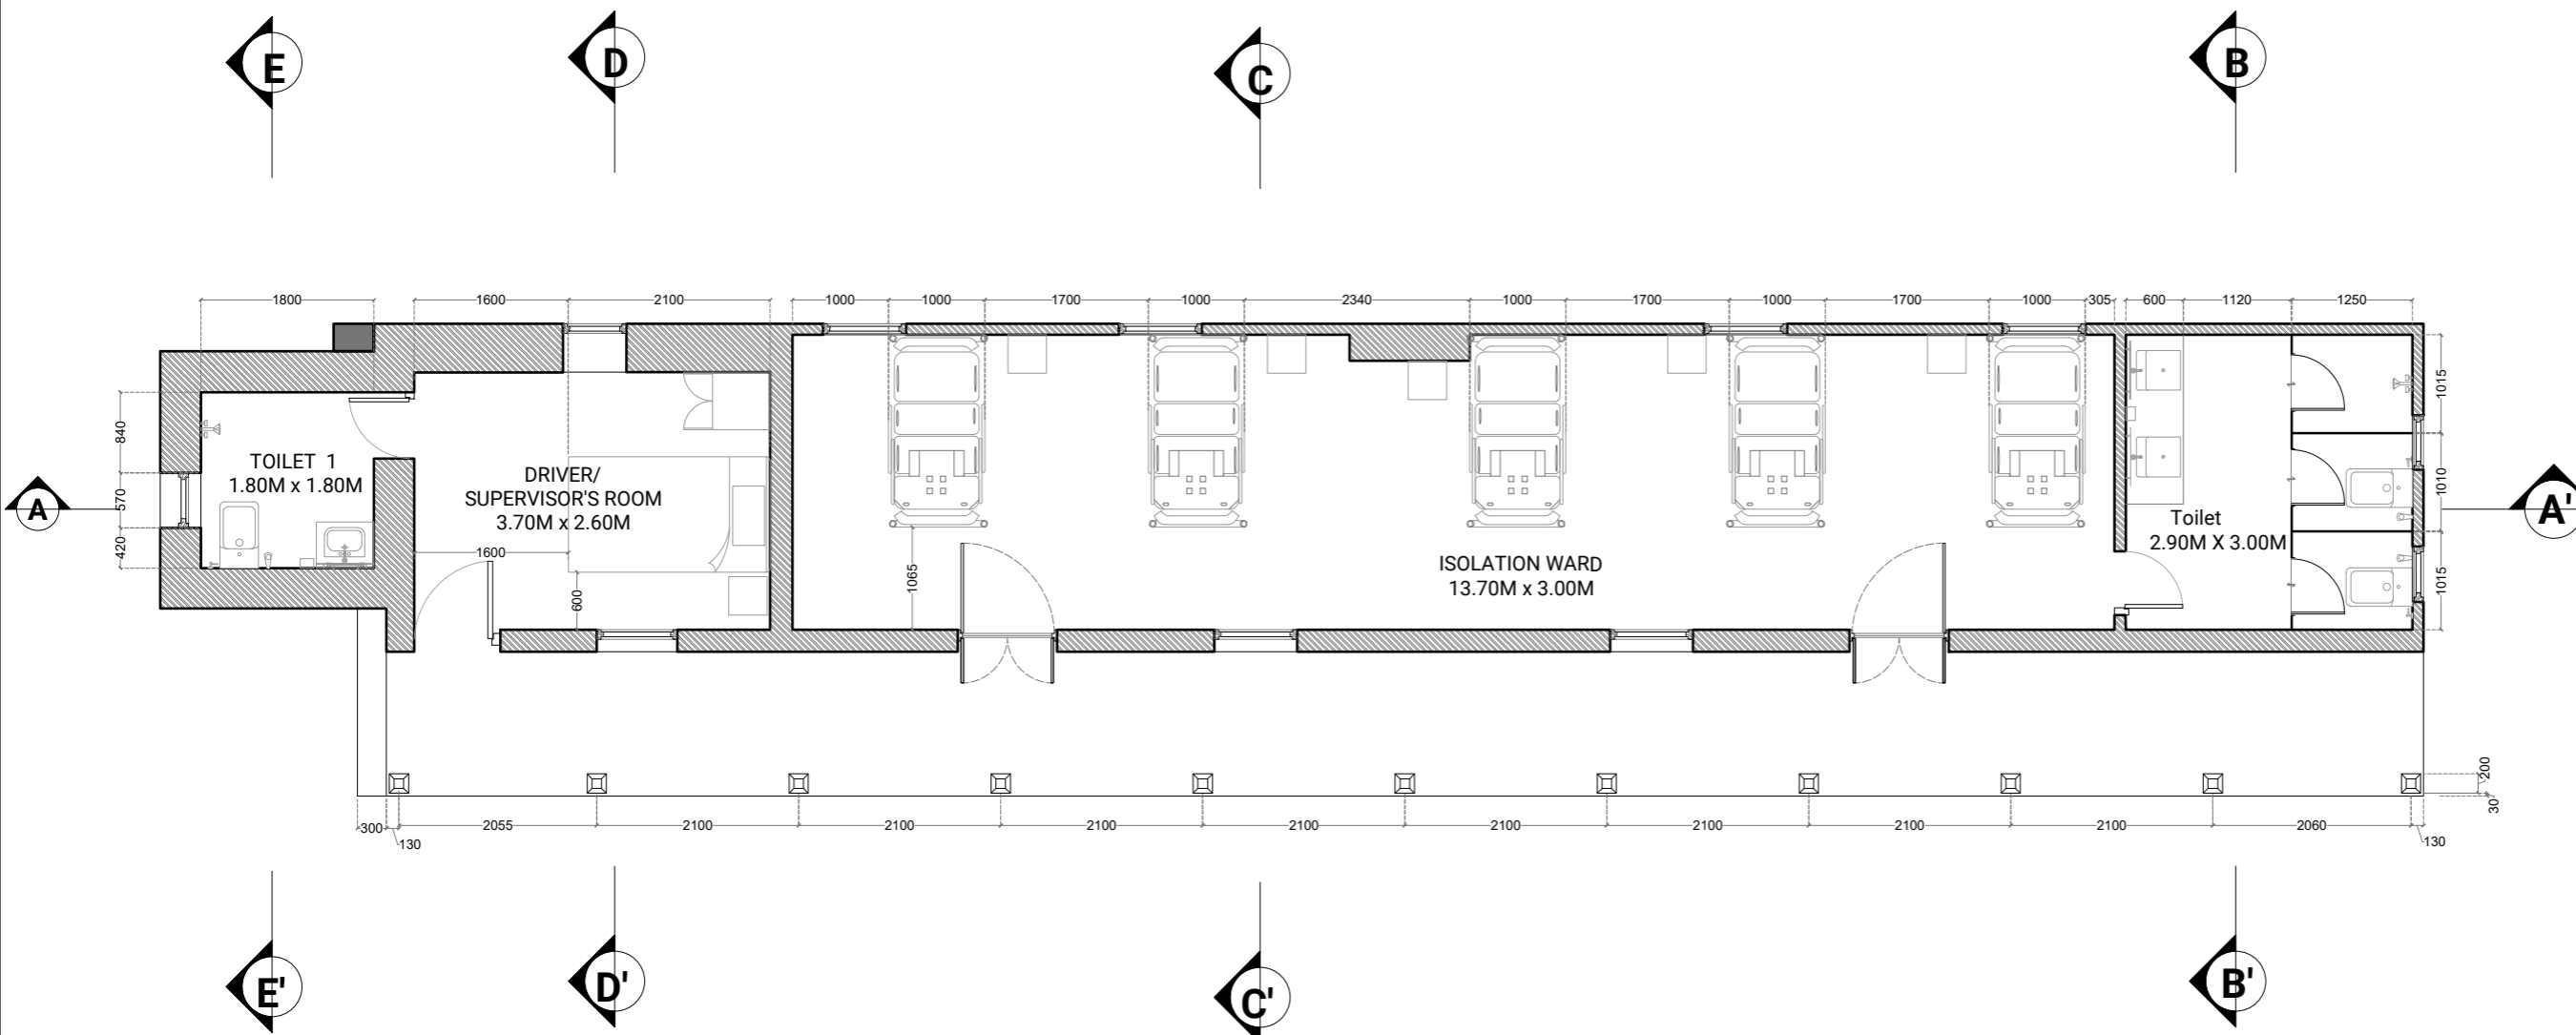 E
D
C
B
1800
1600
2100
1000
1000
1700
1000
2340
1000
1700
1000
1700
1000
305
600
1120
1250
840
570
420
A
TOILET 1
1.80M x 1.80M
DRIVER/
SUPERVISOR'S ROOM
3.70M x 2.60M
1600
600
1065
ISOLATION WARD
13.70M x 3.00M
Toilet
2.90M X 3.00M
1015
1010
1015
A'
200
30
300
130
2055
2100
2100
2100
2100
2100
2100
2100
2100
2060
130
E'
D'
C'
B'